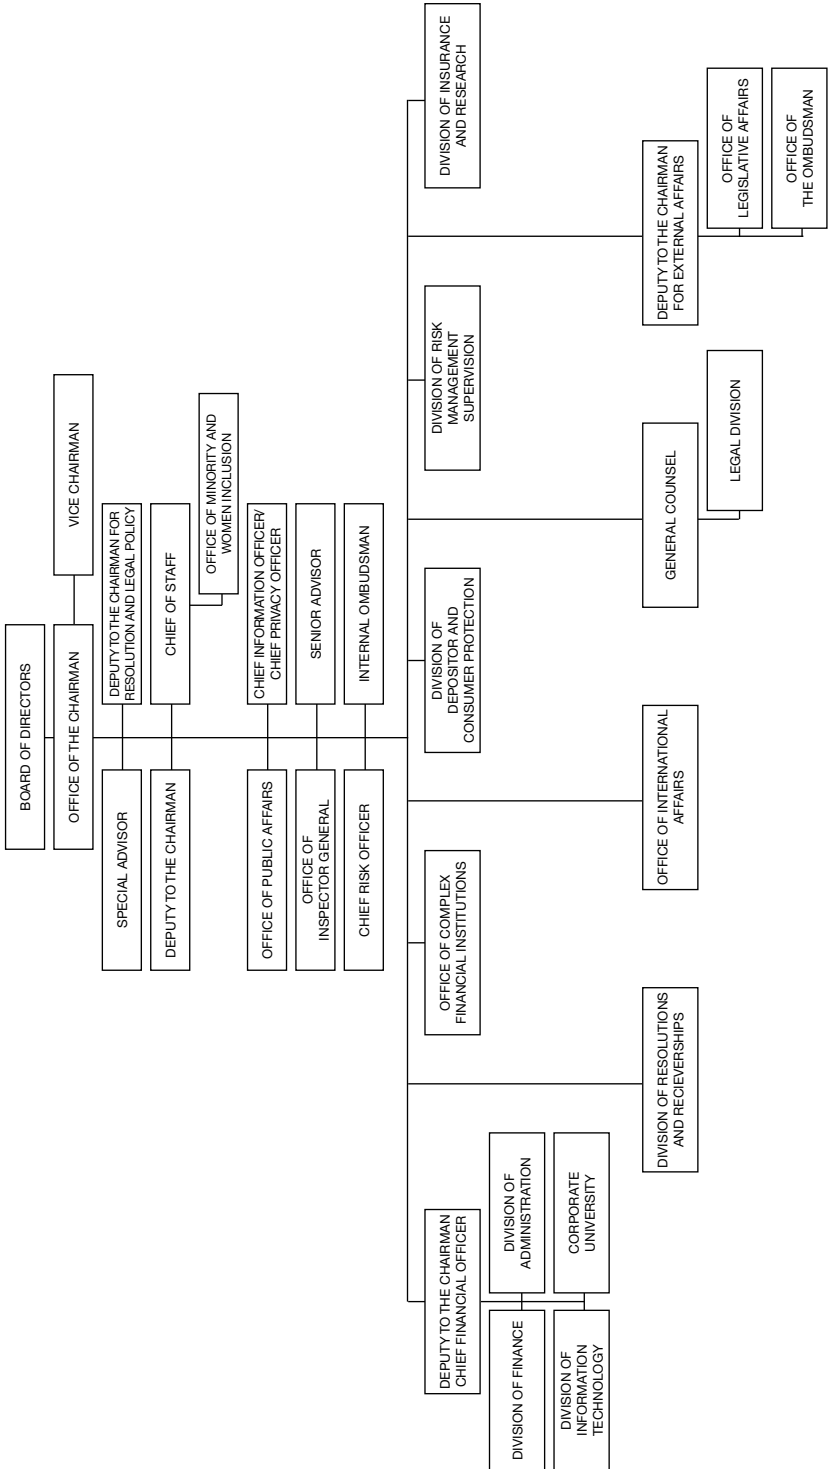 BOARD OF DIRECTORS
OFFICE OF THE CHAIRMAN
VICE CHAIRMAN
SPECIAL ADVISOR
DEPUTY TO THE CHAIRMAN FOR
RESOLUTION AND LEGAL POLICY
DEPUTY TO THE CHAIRMAN
CHIEF OF STAFF
OFFICE OF MINORITY AND
WOMEN INCLUSION
OFFICE OF PUBLIC AFFAIRS
CHIEF INFORMATION OFFICER/
CHIEF PRIVACY OFFICER
OFFICE OF
INSPECTOR GENERAL
SENIOR ADVISOR
CHIEF RISK OFFICER
INTERNAL OMBUDSMAN
DEPUTY TO THE CHAIRMAN
CHIEF FINANCIAL OFFICER
DIVISION OF FINANCE
DIVISION OF
ADMINISTRATION
DIVISION OF
INFORMATION
TECHNOLOGY
CORPORATE
UNIVERSITY
OFFICE OF COMPLEX
FINANCIAL INSTITUTIONS
DIVISION OF
DEPOSITOR AND
CONSUMER PROTECTION
DIVISION OF RISK
MANAGEMENT
SUPERVISION
DIVISION OF INSURANCE
AND RESEARCH
DIVISION OF RESOLUTIONS
AND RECIEVERSHIPS
OFFICE OF INTERNATIONAL
AFFAIRS
GENERAL COUNSEL
LEGAL DIVISION
DEPUTY TO THE CHAIRMAN
FOR EXTERNAL AFFAIRS
OFFICE OF
LEGISLATIVE AFFAIRS
OFFICE OF
THE OMBUDSMAN